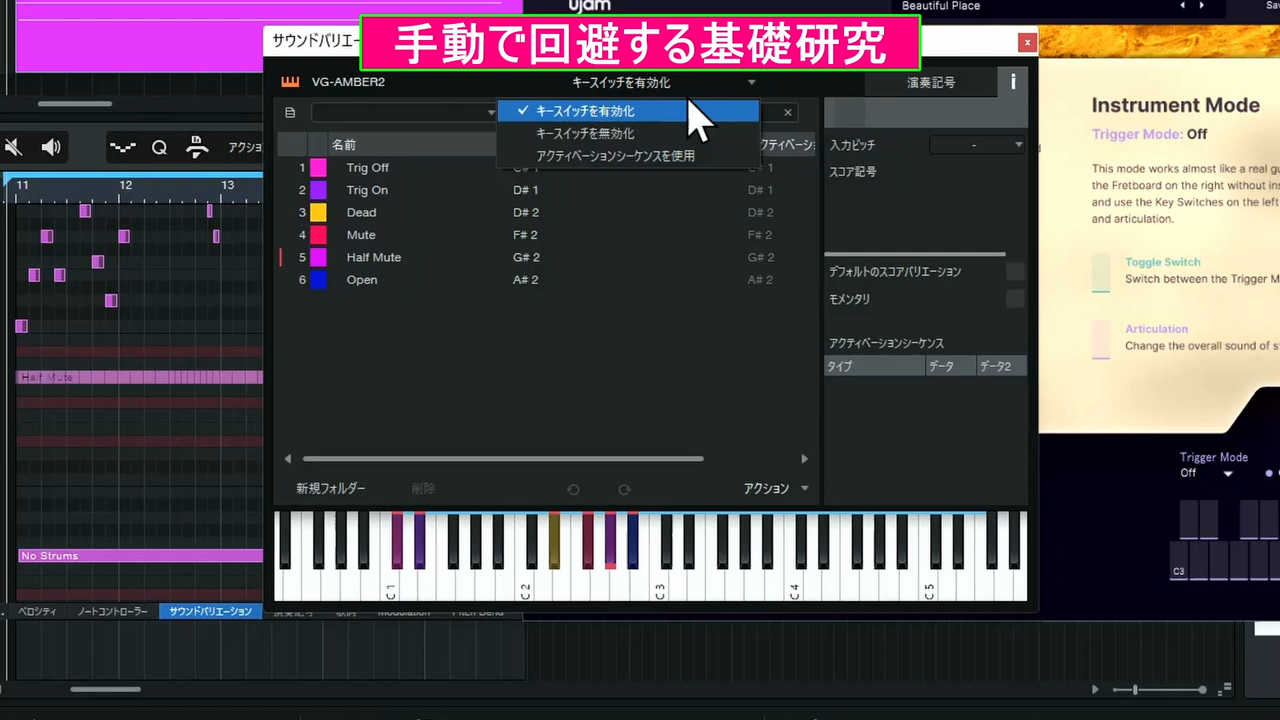 ujam
Beautiful Place
サウンドバリエー
手動で回避する基礎研究
VG-AMBER2
キースイッチを有効化
演奏記号
i
キースイッチを有効化
キースイッチを無効化
アクティベーションシーケンスを使用
名前
1 Trig Off C# 1
2 Trig On D# 1 D# 1
3 Dead D# 2 D# 2
4 Mute F# 2 F# 2
5 Half Mute G# 2 G# 2
6 Open A# 2 A# 2
入力ピッチ -
スコア記号
デフォルトのスコアバリエーション
モメンタリ
アクティベーションシーケンス
タイプ データ データ2
新規フォルダー 削除 アクション
C 1 C 2 C 3 C 4 C 5
Q アクショ
11 12 13
Half Mute
No Strums
ベロシティ ノートコントローラー サウンドバリエーション
Instrument Mode
Trigger Mode: Off
This mode works almost like a real gu
the Fretboard on the right without ins
and use the Key Switches on the left
and articulation.
Toggle Switch
Switch between the Trigger M
Articulation
Change the overall sound of s
Trigger Mode
Off
C3